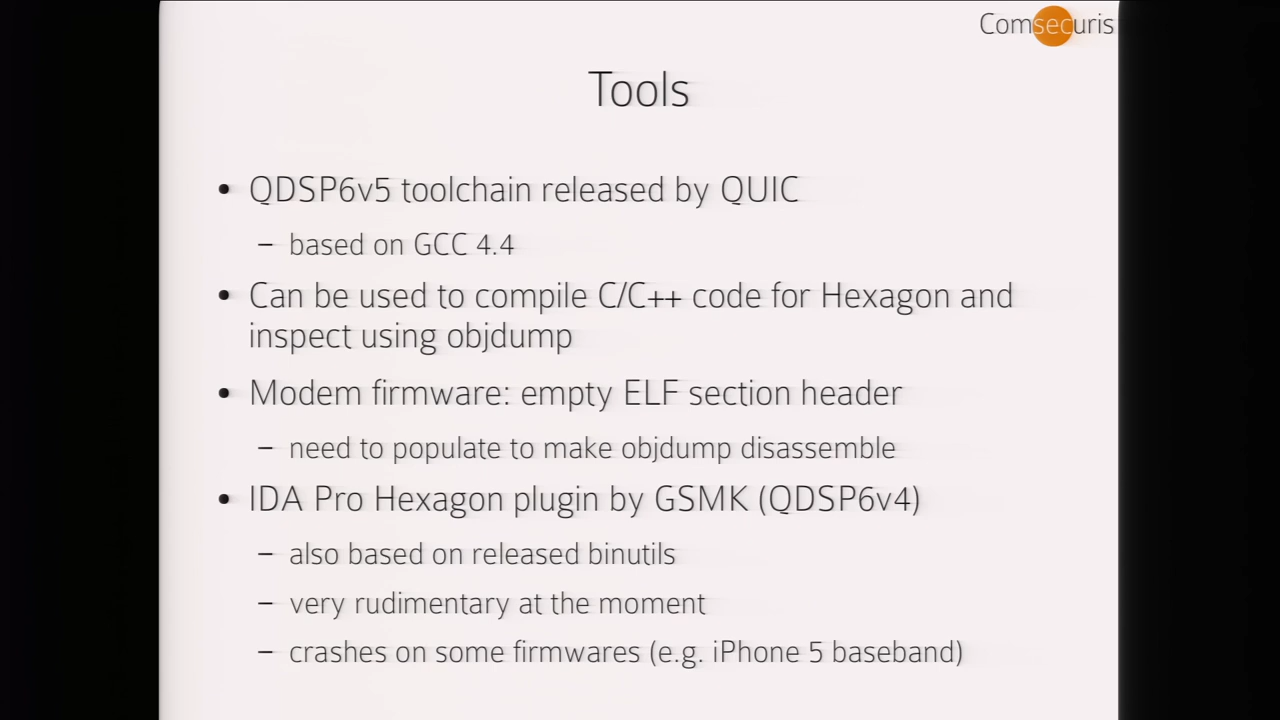 Comsecuris
Tools
• QDSP6v5 toolchain released by QUIC
– based on GCC 4.4
• Can be used to compile C/C++ code for Hexagon and
inspect using objdump
• Modem firmware: empty ELF section header
– need to populate to make objdump disassemble
• IDA Pro Hexagon plugin by GSMK (QDSP6v4)
– also based on released binutils
– very rudimentary at the moment
– crashes on some firmwares (e.g. iPhone 5 baseband)